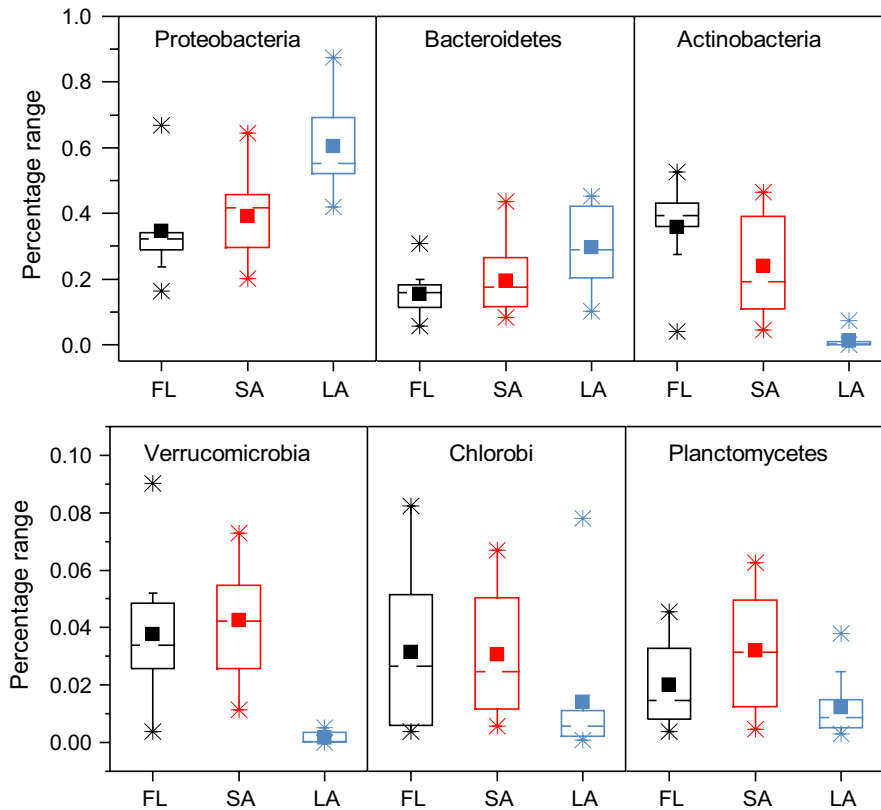 Proteobacteria Bacteroidetes Actinobacteria
Percentage range
1.0
0.8
0.6
0.4
0.2
0.0
FL SA LA FL SA LA FL SA LA
Verrucomicrobia Chlorobi Planctomycetes
Percentage range
0.10
0.08
0.06
0.04
0.02
0.00
FL SA LA FL SA LA FL SA LA